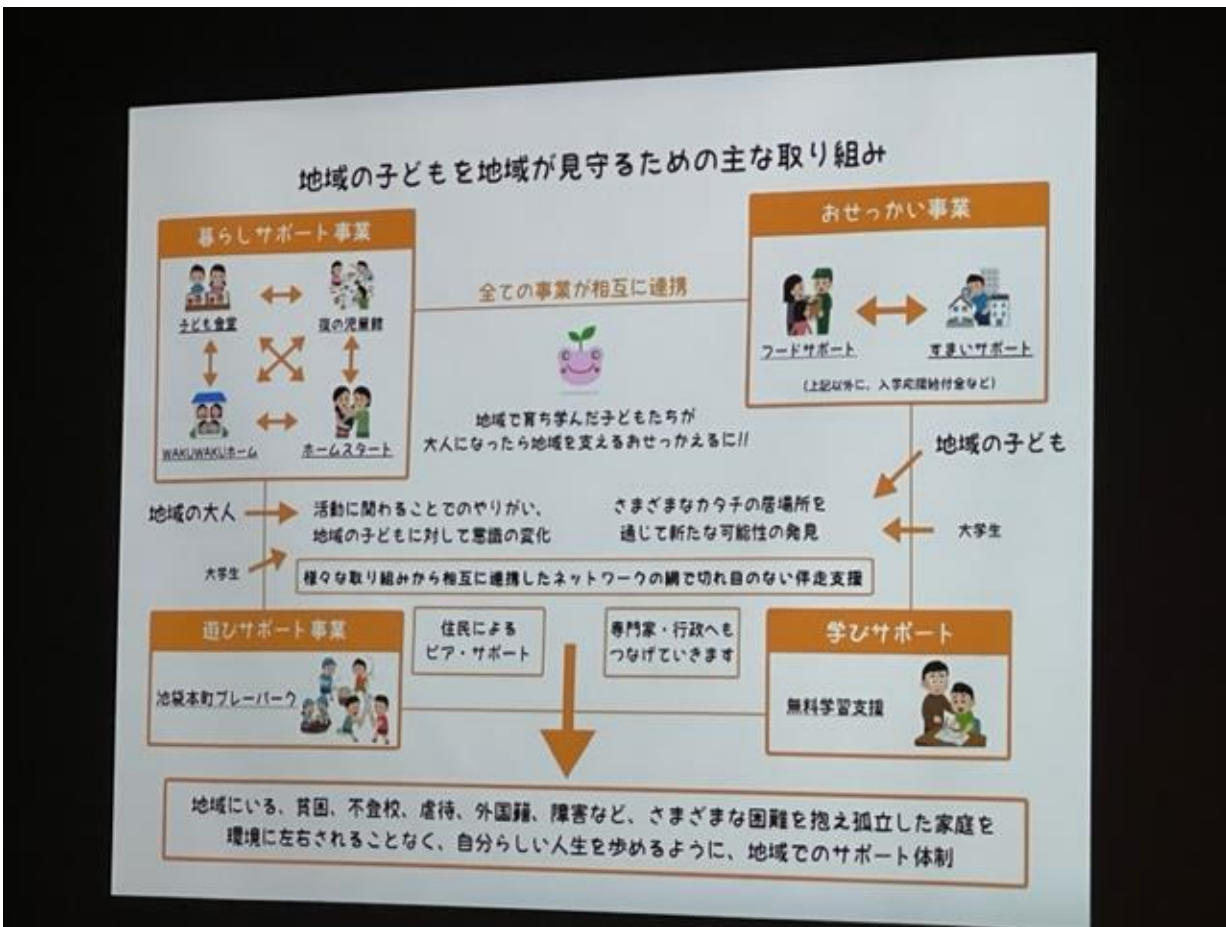 地域の子どもを地域が見守るための主な取り組み
暮らしサポート事業
子ども食堂
夜の児童館
WAKUWAKUホーム
ホームスタート
全ての事業が相互に連携
地域で育ち学んだ子どもたちが
大人になったら地域を支えるおせっかえるに!!
おせっかい事業
フードサポート
すまいサポート
(上記以外に、入学応援給付金など)
地域の大人
大学生
活動に関わることでのやりがい、
地域の子どもに対して意識の変化
さまざまなカタチの居場所を
通じて新たな可能性の発見
地域の子ども
大学生
様々な取り組みから相互に連携したネットワークの網で切れ目のない伴走支援
遊びサポート事業
池袋本町プレーパーク
住民による
ピア・サポート
専門家・行政へも
つなげていきます
学びサポート
無料学習支援
地域にいる、貧困、不登校、虐待、外国籍、障害など、さまざまな困難を抱え孤立した家庭を
環境に左右されることなく、自分らしい人生を歩めるように、地域でのサポート体制